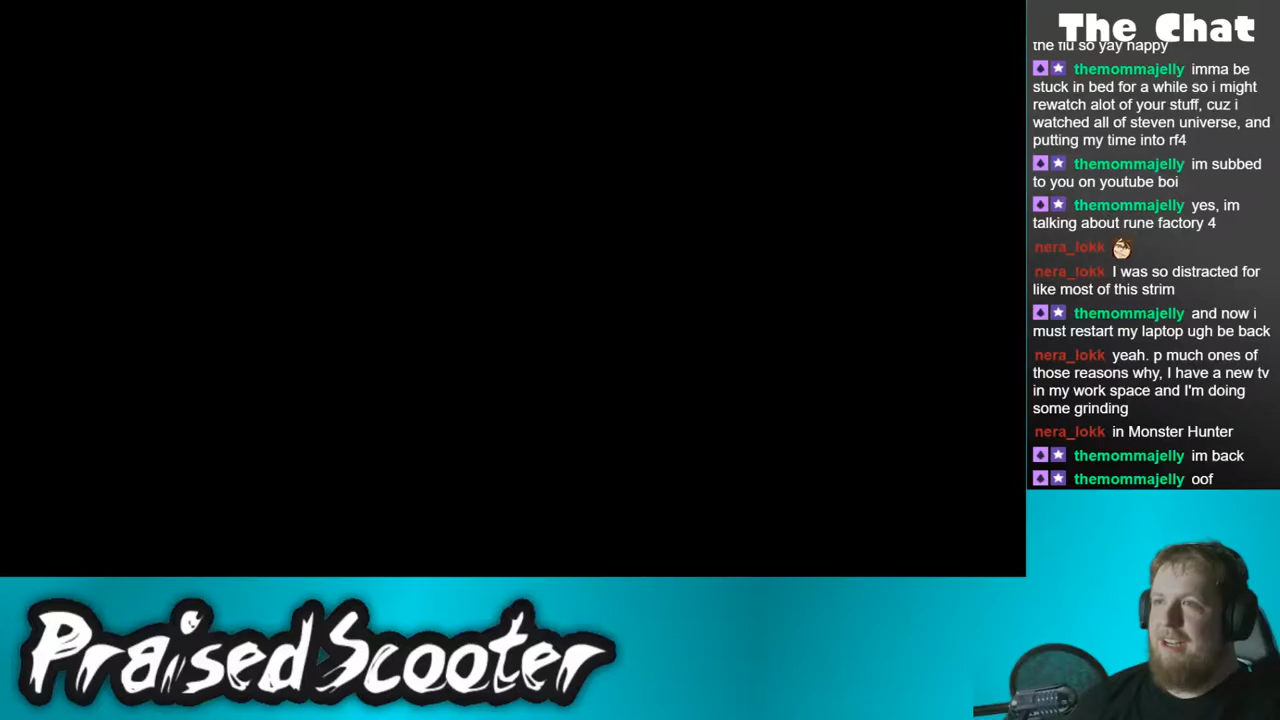 The Chat
the flu so yay happy
themommajelly imma be
stuck in bed for a while so i might
rewatch alot of your stuff, cuz i
watched all of steven universe, and
putting my time into rf4
themommajelly im subbed
to you on youtube boi
themommajelly yes, im
talking about rune factory 4
nera_lokk
nera_lokk I was so distracted for
like most of this strim
themommajelly and now i
must restart my laptop ugh be back
nera_lokk yeah. p much ones of
those reasons why, I have a new tv
in my work space and I'm doing
some grinding
nera_lokk in Monster Hunter
themommajelly im back
themommajelly oof
PraisedScooter